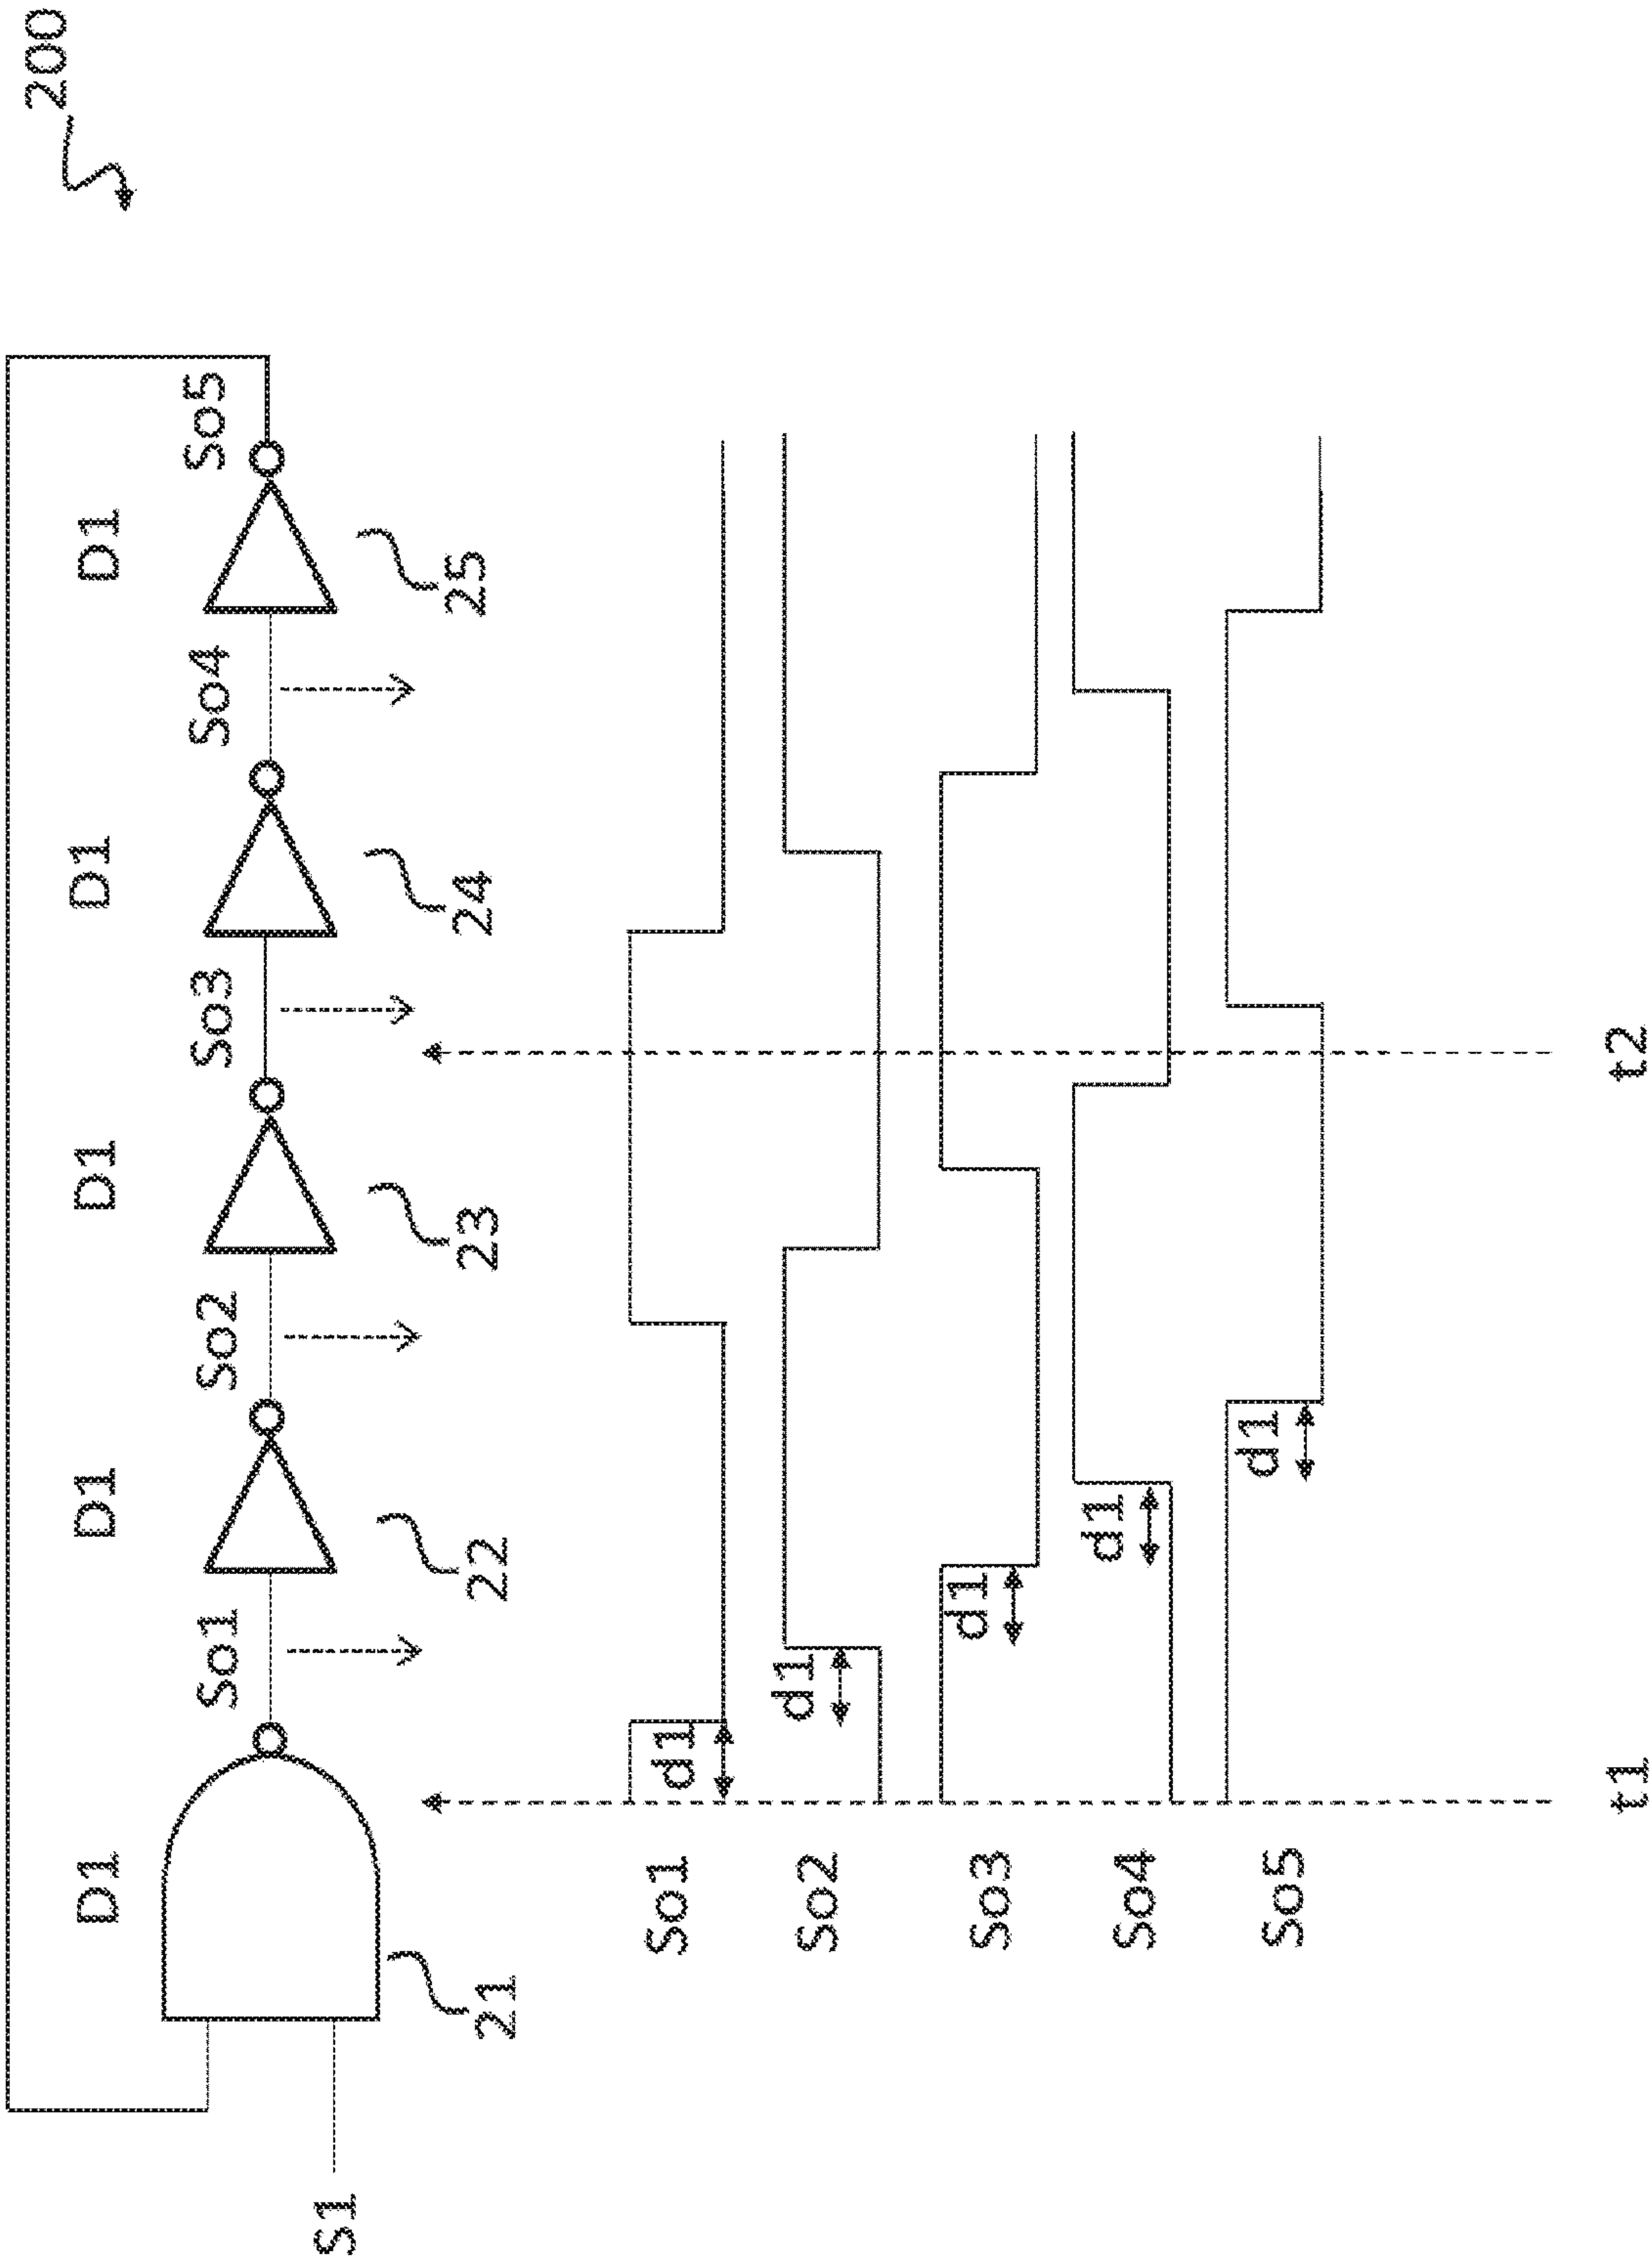 200
D1 D1 D1 D1 D1
So1 So2 So3 So4 So5
S1
21 22 23 24 25
So1 d1
So2 d1
So3 d1
So4 d1
So5 d1
t1 t2